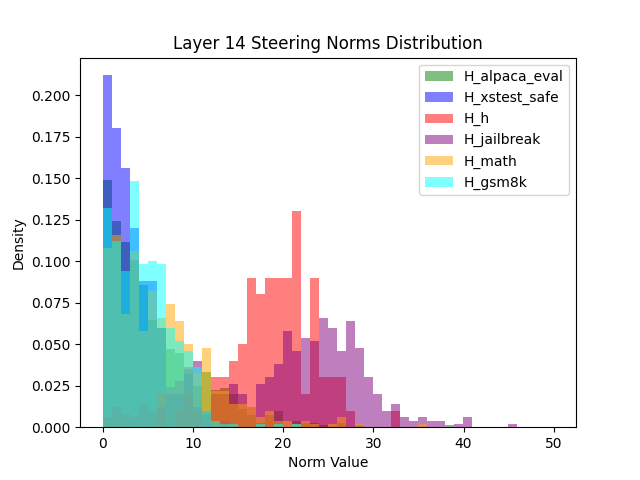 Layer 14 Steering Norms Distribution
H_alpaca_eval
H_xstest_safe
H_h
H_jailbreak
H_math
H_gsm8k
0.200
0.175
0.150
0.125
0.100
0.075
0.050
0.025
0.000
Density
0 10 20 30 40 50
Norm Value